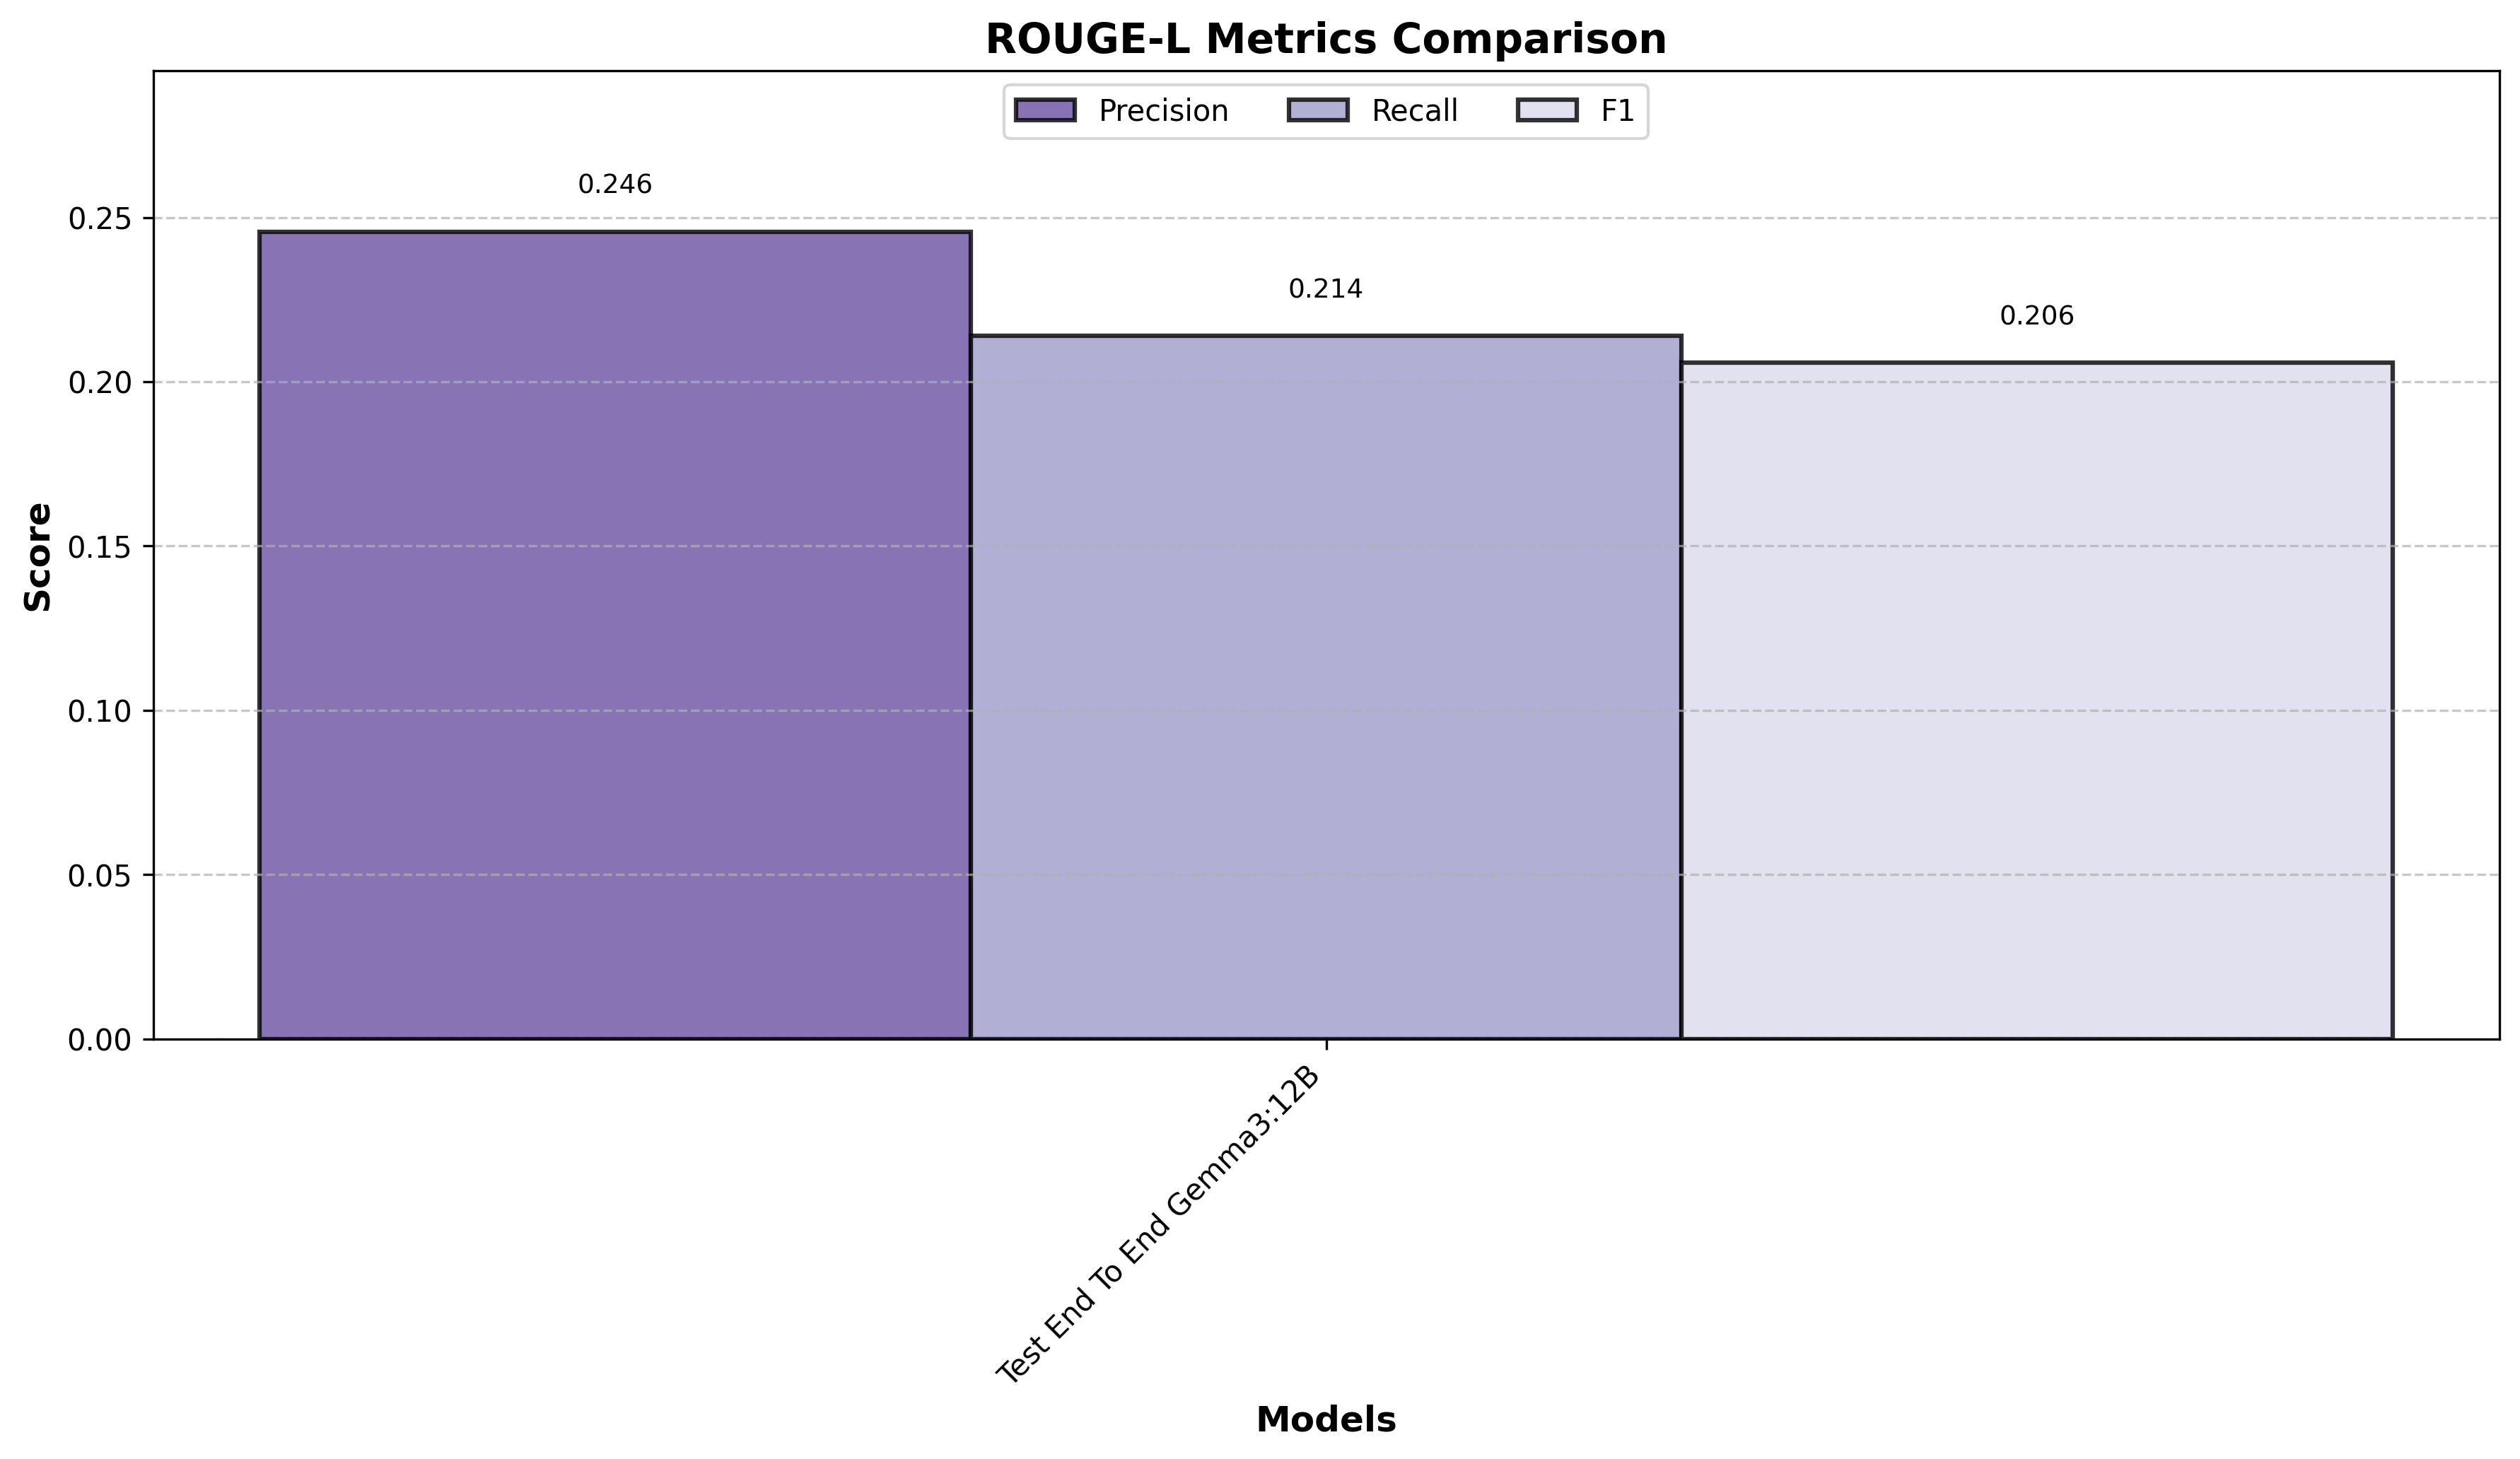 ROUGE-L Metrics Comparison
Precision Recall F1
0.246
0.214
0.206
0.25
0.20
0.15
0.10
0.05
0.00
Score
Test End To End Gemma3:12B
Models